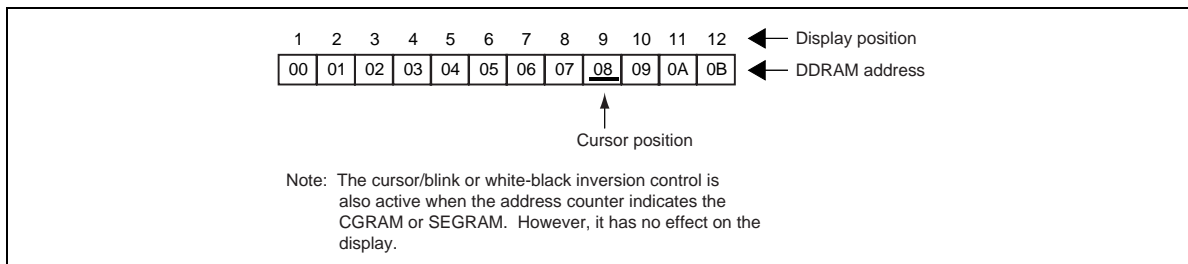 1 2 3 4 5 6 7 8 9 10 11 12 Display position
00 01 02 03 04 05 06 07 08 09 0A 0B DDRAM address
Cursor position
Note: The cursor/blink or white-black inversion control is
also active when the address counter indicates the
CGRAM or SEGRAM. However, it has no effect on the
display.